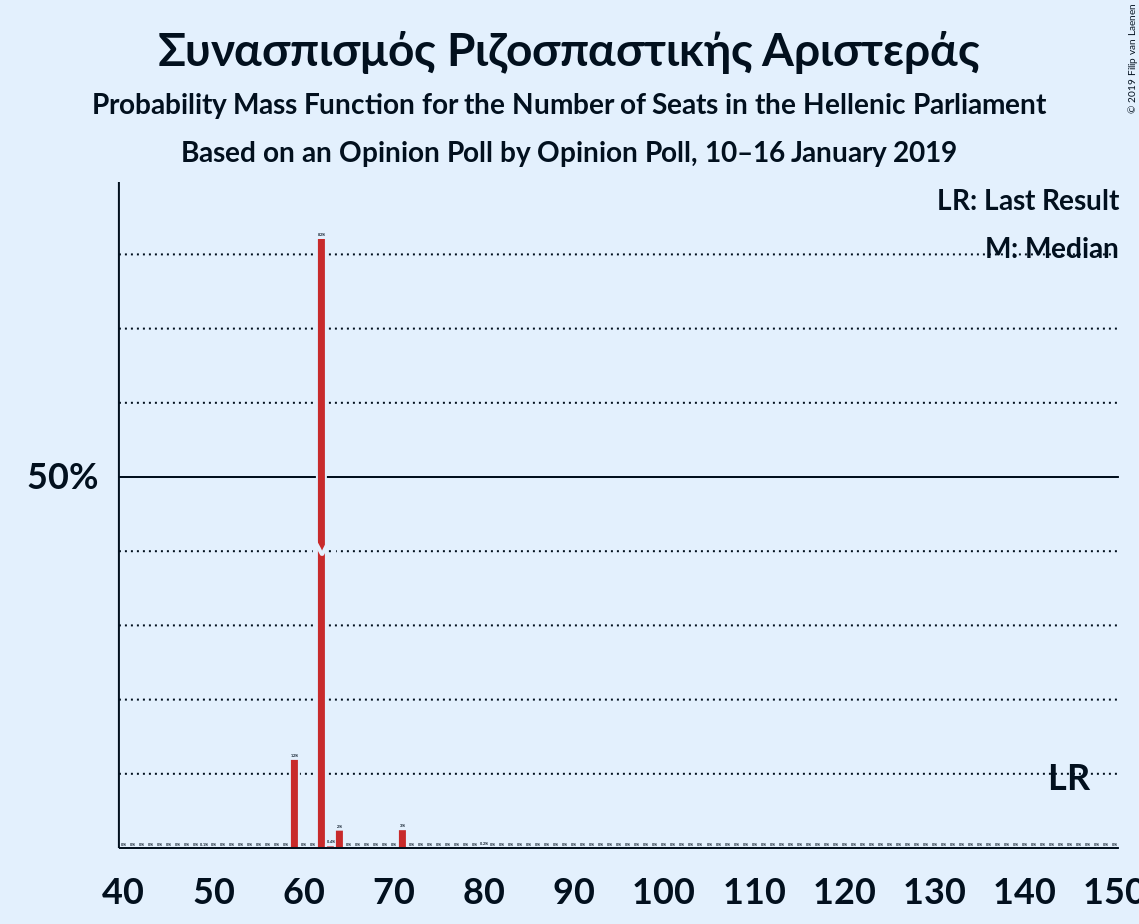 Συνασπισμός Ριζοσπαστικής Αριστεράς
Probability Mass Function for the Number of Seats in the Hellenic Parliament
Based on an Opinion Poll by Opinion Poll, 10–16 January 2019
© 2019 Filip van Laenen
LR: Last Result
M: Median
82%
50%
M
12%
LR
40 50 60 70 80 90 100 110 120 130 140 150